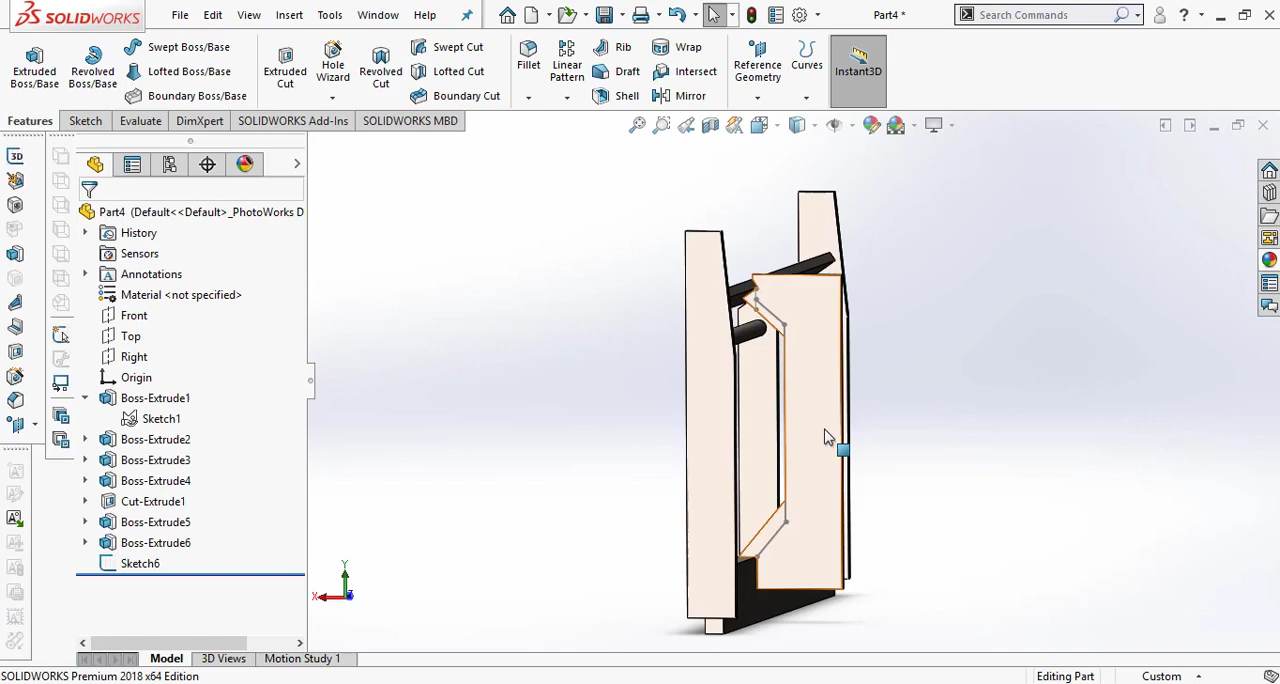 SOLIDWORKS
File Edit View Insert Tools Window Help
Part4 *
Search Commands
?
Extruded Boss/Base
Revolved Boss/Base
Swept Boss/Base
Lofted Boss/Base
Boundary Boss/Base
Extruded Cut
Hole Wizard
Revolved Cut
Swept Cut
Lofted Cut
Boundary Cut
Fillet
Linear Pattern
Rib
Draft
Shell
Wrap
Intersect
Mirror
Reference Geometry
Curves
Instant3D
Features Sketch Evaluate DimXpert SOLIDWORKS Add-Ins SOLIDWORKS MBD
3D
Part4 (Default<<Default>_PhotoWorks D
History
Sensors
Annotations
Material <not specified>
Front
Top
Right
Origin
Boss-Extrude1
Sketch1
Boss-Extrude2
Boss-Extrude3
Boss-Extrude4
Cut-Extrude1
Boss-Extrude5
Boss-Extrude6
Sketch6
Y
X
Z
Model 3D Views Motion Study 1
SOLIDWORKS Premium 2018 x64 Edition
Editing Part
Custom